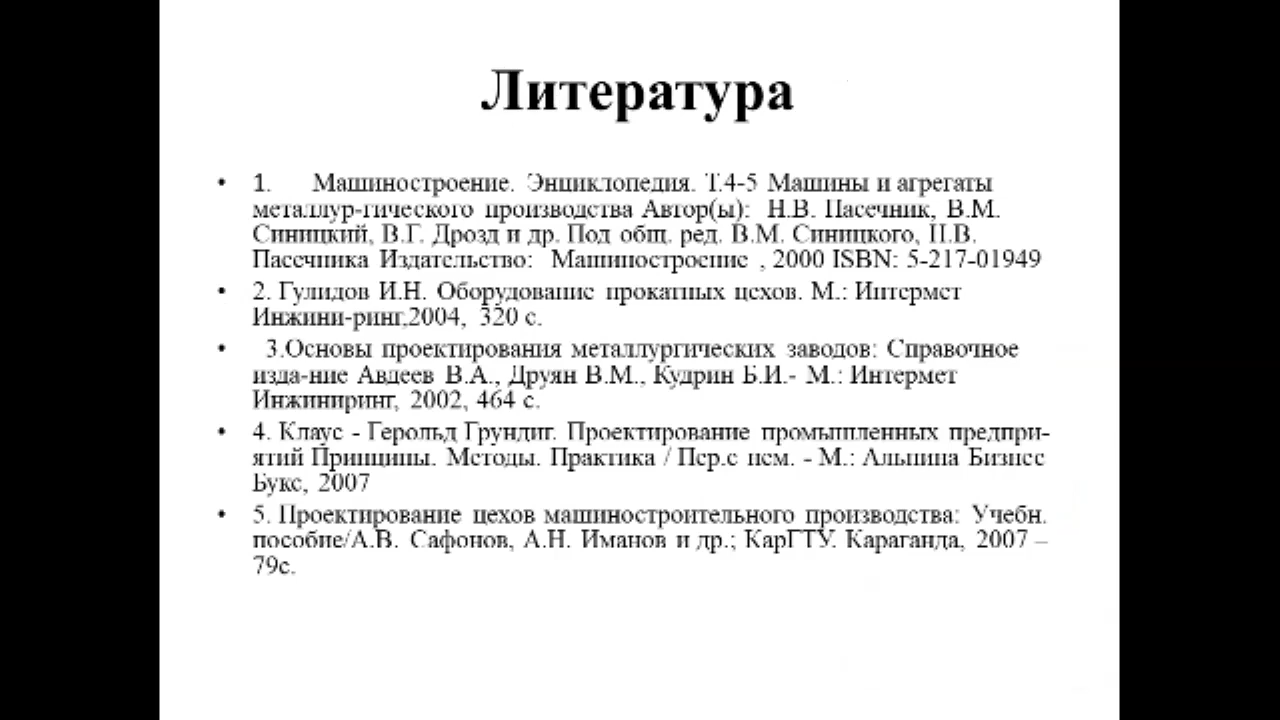 Литература
• 1. Машиностроение. Энциклопедия. Т.4-5 Машины и агрегаты
металлур-гического производства Автор(ы): Н.В. Пасечник, В.М.
Синицкий, В.Г. Дрозд и др. Под общ. ред. В.М. Синицкого, Н.В.
Пасечника Издательство: Машиностроение , 2000 ISBN: 5-217-01949
• 2. Гулидов И.Н. Оборудование прокатных цехов. М.: Интермет
Инжини-ринг,2004, 320 с.
• 3.Основы проектирования металлургических заводов: Справочное
изда-ние Авдеев В.А., Друян В.М., Кудрин Б.И.- М.: Интермет
Инжиниринг, 2002, 464 с.
• 4. Клаус - Герольд Грундиг. Проектирование промышленных предпри-
ятий Принципы. Методы. Практика / Пер.с нем. - М.: Альпина Бизнес
Букс, 2007
• 5. Проектирование цехов машиностроительного производства: Учебн.
пособие/А.В. Сафонов, А.Н. Иманов и др.; КарГТУ. Караганда, 2007 –
79с.